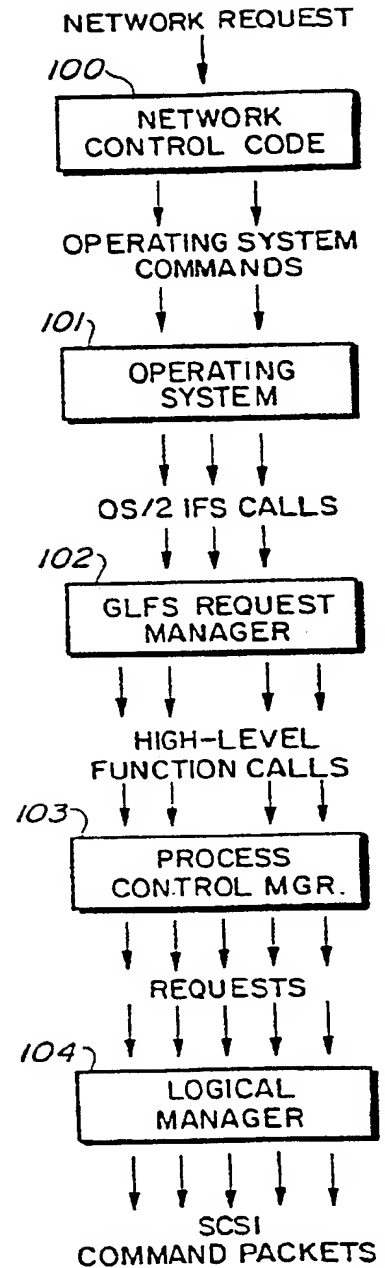 NETWORK REQUEST
100
NETWORK
CONTROL CODE
OPERATING SYSTEM
COMMANDS
101
OPERATING
SYSTEM
OS/2 IFS CALLS
102
GLFS REQUEST
MANAGER
HIGH-LEVEL
FUNCTION CALLS
103
PROCESS
CONTROL MGR.
REQUESTS
104
LOGICAL
MANAGER
SCSI
COMMAND PACKETS